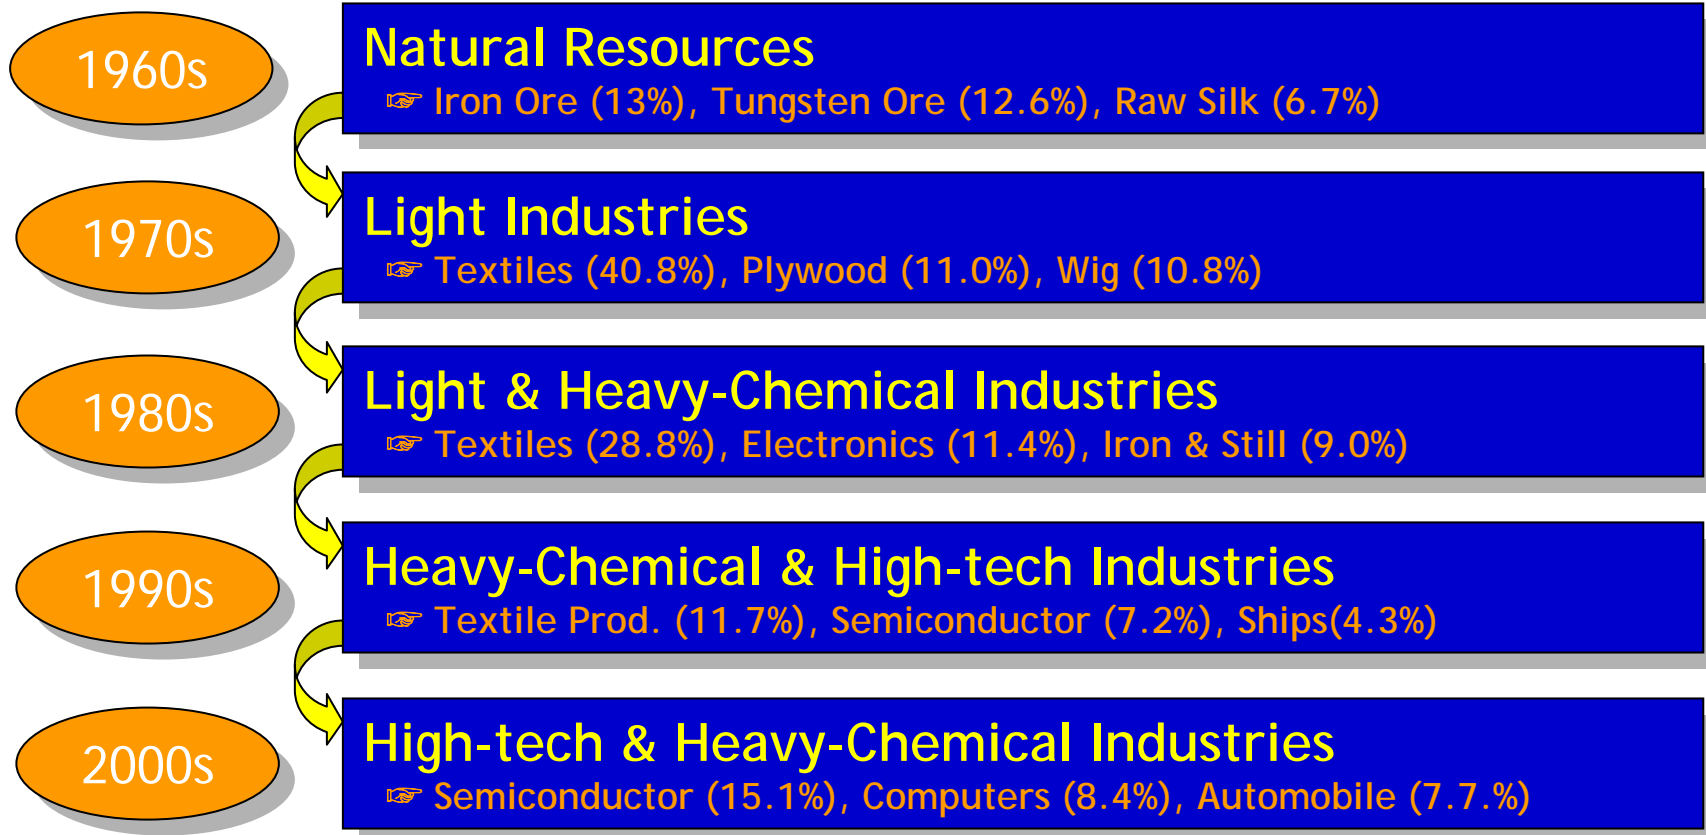 1960s
Natural Resources
☞ Iron Ore (13%), Tungsten Ore (12.6%), Raw Silk (6.7%)
1970s
Light Industries
☞ Textiles (40.8%), Plywood (11.0%), Wig (10.8%)
1980s
Light & Heavy-Chemical Industries
☞ Textiles (28.8%), Electronics (11.4%), Iron & Still (9.0%)
1990s
Heavy-Chemical & High-tech Industries
☞ Textile Prod. (11.7%), Semiconductor (7.2%), Ships(4.3%)
2000s
High-tech & Heavy-Chemical Industries
☞ Semiconductor (15.1%), Computers (8.4%), Automobile (7.7.%)